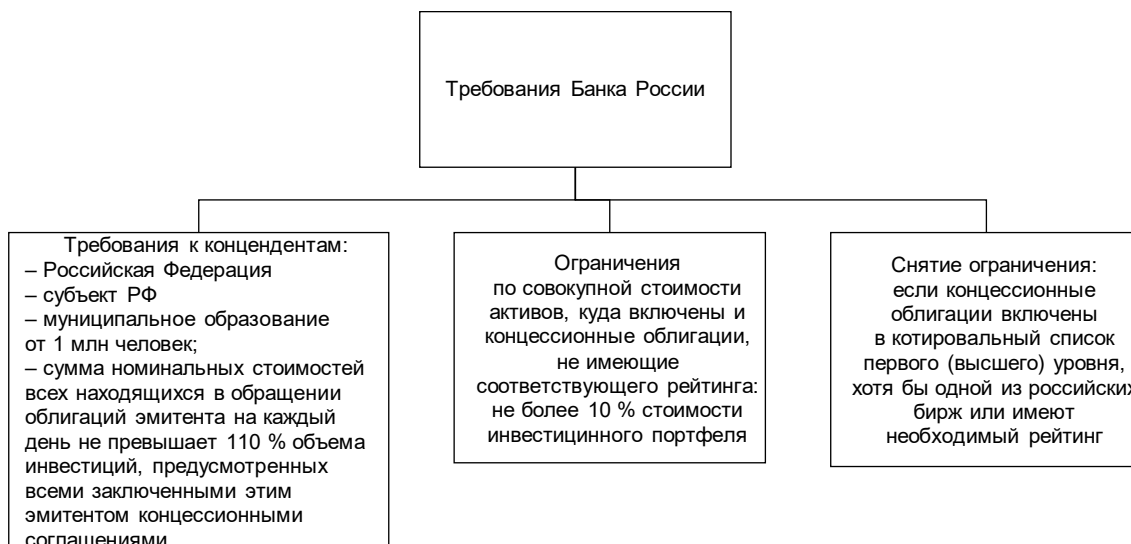 Требования Банка России
Требования к концендентам:
– Российская Федерация
– субъект РФ
– муниципальное образование
от 1 млн человек;
– сумма номинальных стоимостей
всех находящихся в обращении
облигаций эмитента на каждый
день не превышает 110 % объема
инвестиций, предусмотренных
всеми заключенными этим
эмитентом концессионными
соглашениями
Ограничения
по совокупной стоимости
активов, куда включены и
концессионные облигации,
не имеющие
соответствующего рейтинга:
не более 10 % стоимости
инвестицинного портфеля
Снятие ограничения:
если концессионные
облигации включены
в котировальный список
первого (высшего) уровня,
хотя бы одной из российских
бирж или имеют
необходимый рейтинг